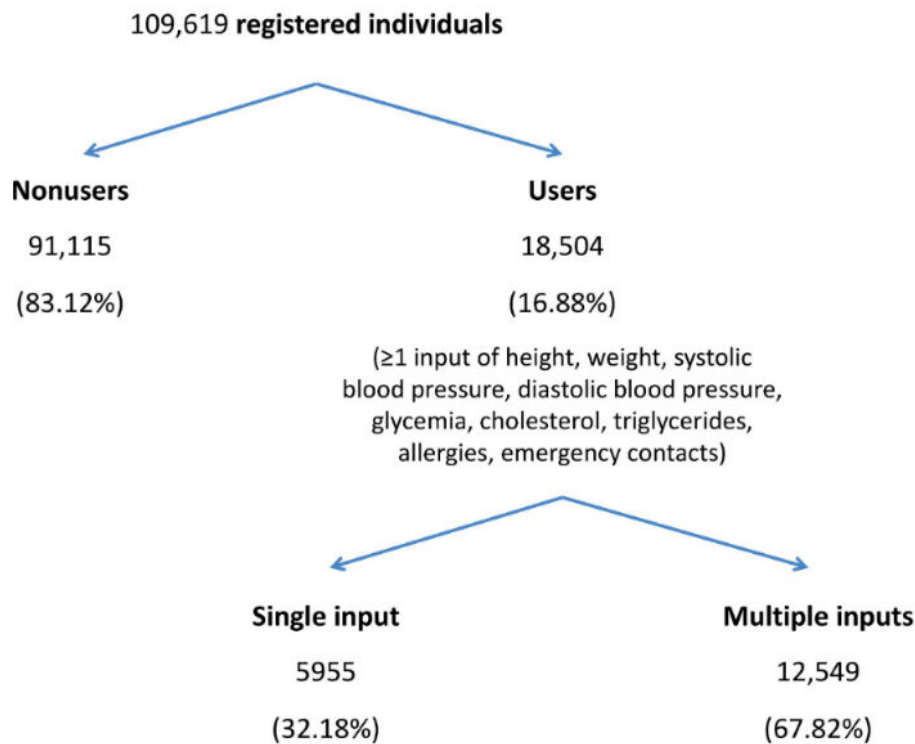 109,619 registered individuals
Nonusers
91,115
(83.12%)
Users
18,504
(16.88%)
(≥1 input of height, weight, systolic
blood pressure, diastolic blood pressure,
glycemia, cholesterol, triglycerides,
allergies, emergency contacts)
Single input
5955
(32.18%)
Multiple inputs
12,549
(67.82%)